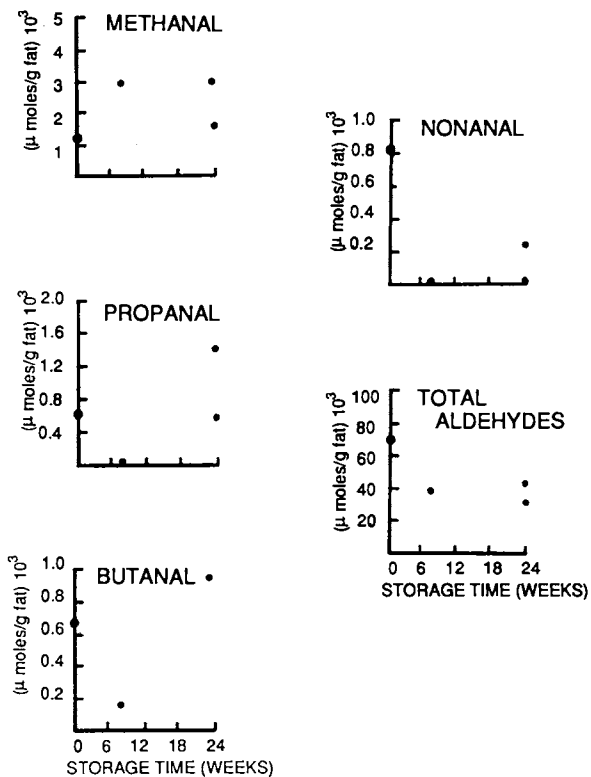 METHANAL
(μ moles/g fat) 10³
5
4
3
2
1
PROPANAL
(μ moles/g fat) 10³
2.0
1.6
1.2
0.8
0.4
BUTANAL
(μ moles/g fat) 10³
1.0
0.8
0.6
0.4
0.2
0 6 12 18 24
STORAGE TIME (WEEKS)
NONANAL
(μ moles/g fat) 10³
1.0
0.8
0.6
0.4
0.2
TOTAL
ALDEHYDES
(μ moles/g fat) 10³
100
80
60
40
20
0 6 12 18 24
STORAGE TIME (WEEKS)